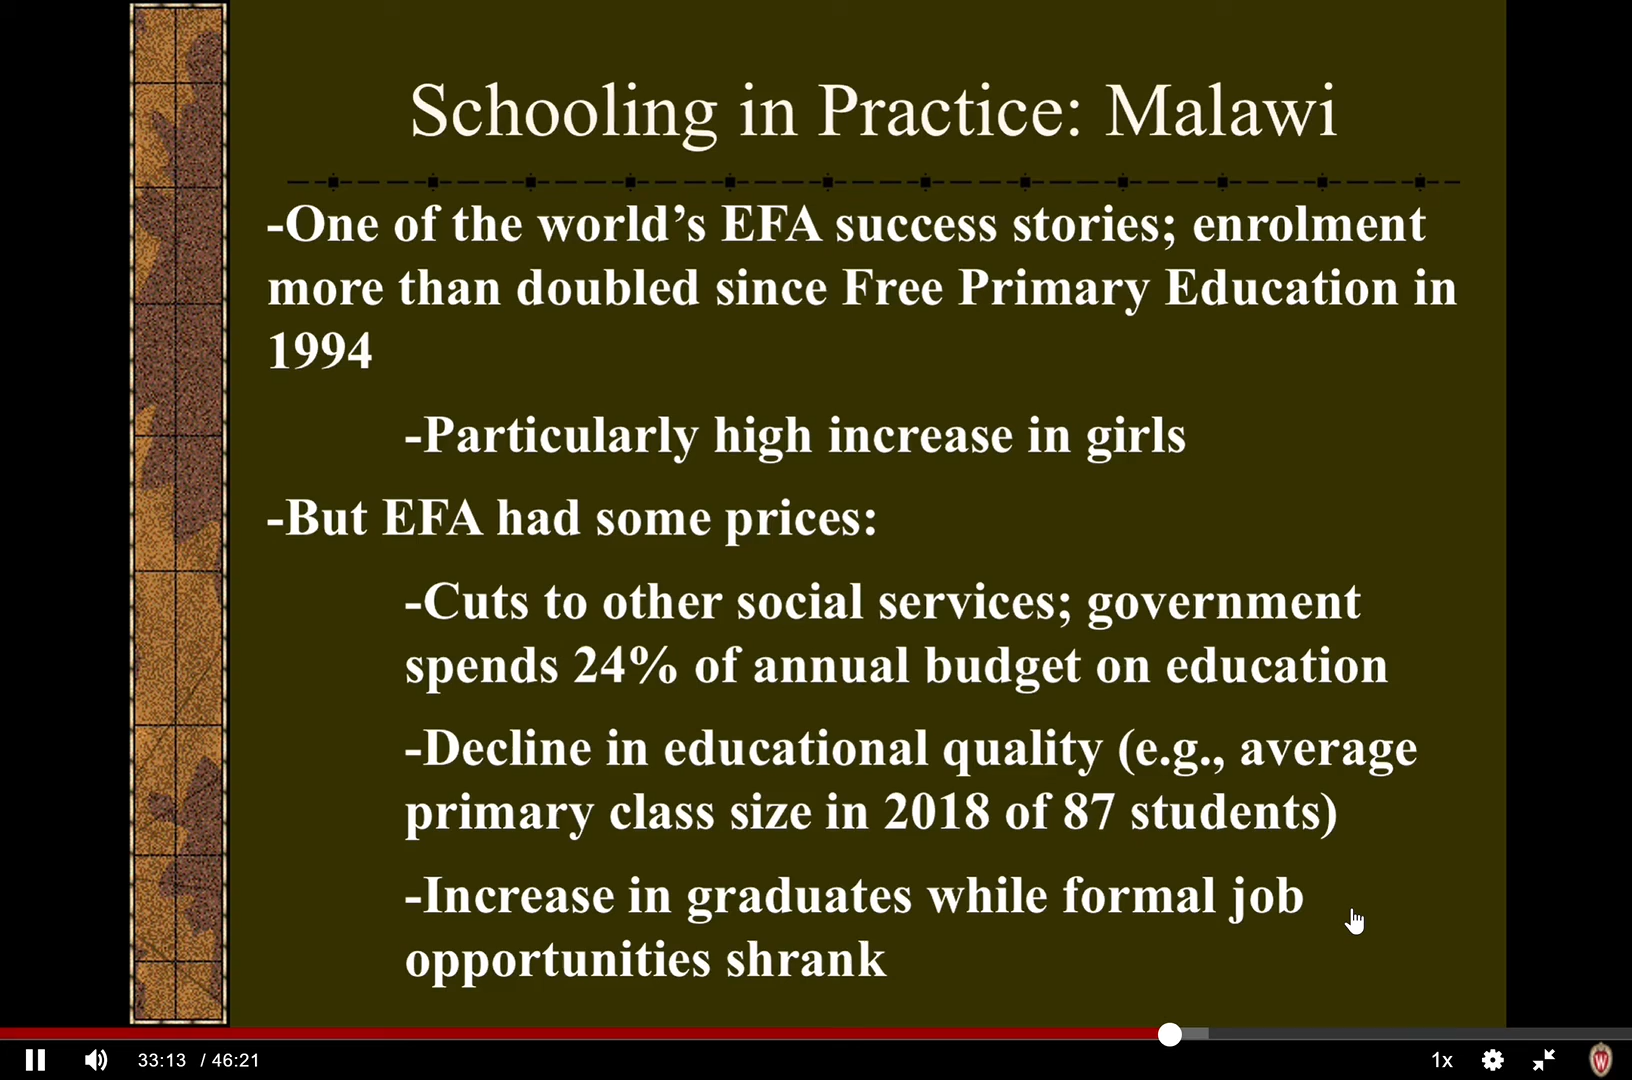 Schooling in Practice: Malawi
-One of the world’s EFA success stories; enrolment
more than doubled since Free Primary Education in
1994
-Particularly high increase in girls
-But EFA had some prices:
-Cuts to other social services; government
spends 24% of annual budget on education
-Decline in educational quality (e.g., average
primary class size in 2018 of 87 students)
-Increase in graduates while formal job
opportunities shrank
33:13 / 46:21 1x W